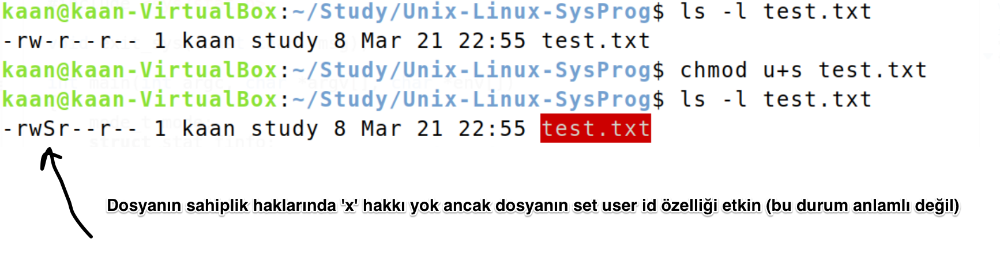 kaan@kaan-VirtualBox:~/Study/Unix-Linux-SysProg$ ls -l test.txt
-rw-r--r-- 1 kaan study 8 Mar 21 22:55 test.txt
kaan@kaan-VirtualBox:~/Study/Unix-Linux-SysProg$ chmod u+s test.txt
kaan@kaan-VirtualBox:~/Study/Unix-Linux-SysProg$ ls -l test.txt
-rwSr--r-- 1 kaan study 8 Mar 21 22:55 test.txt
Dosyanın sahiplik haklarında 'x' hakkı yok ancak dosyanın set user id özelliği etkin (bu durum anlamlı değil)